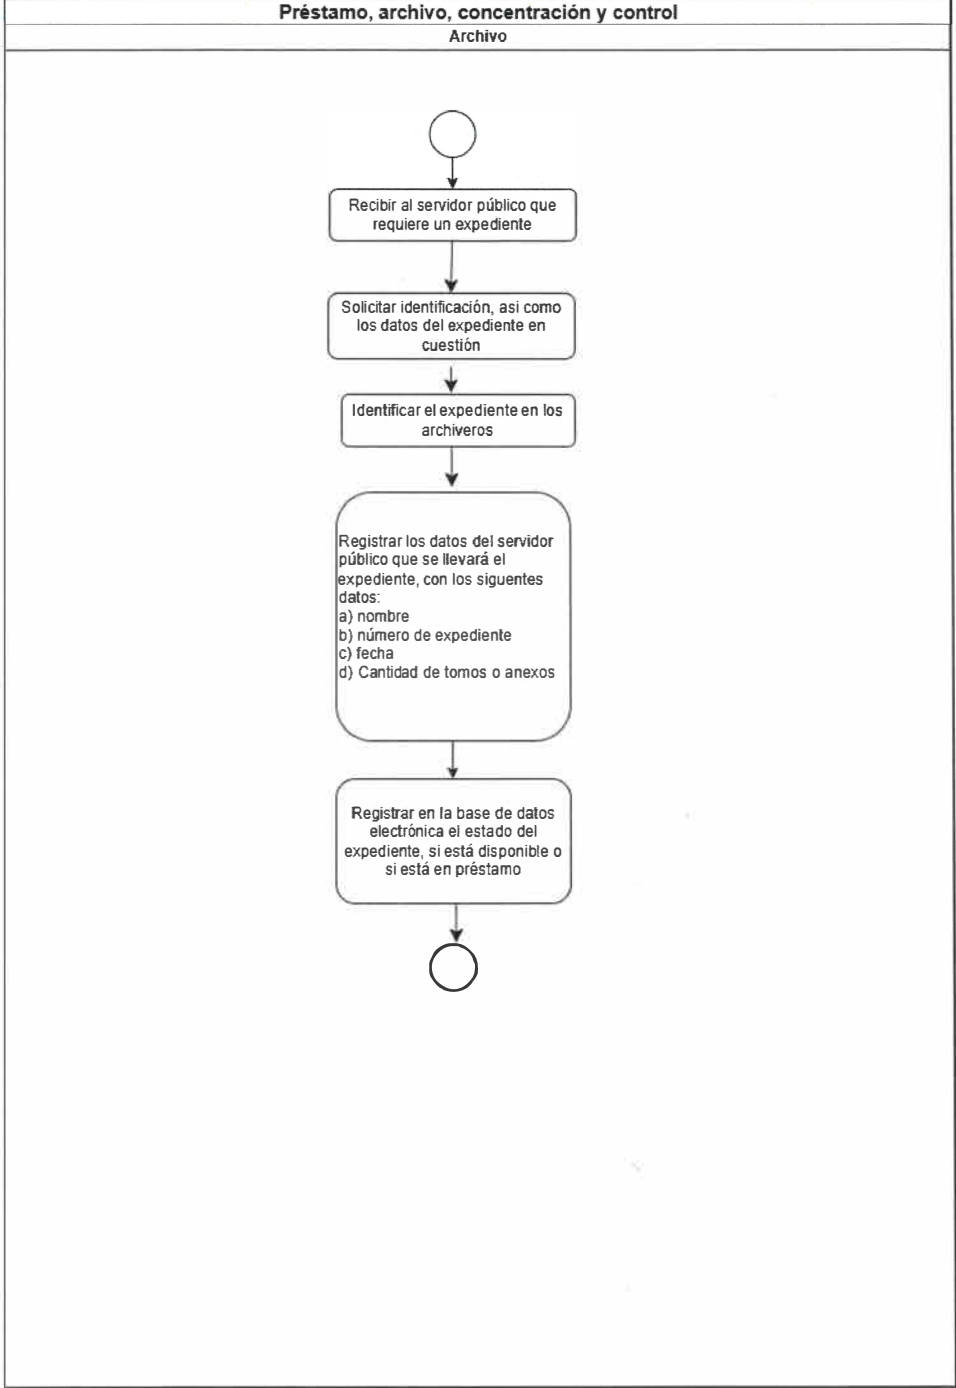 Préstamo, archivo, concentración y control
Archivo
Recibir al servidor público que
requiere un expediente
Solicitar identificación, asi como
los datos del expediente en
cuestión
Identificar el expediente en los
archiveros
Registrar los datos del servidor
público que se llevará el
expediente, con los siguentes
datos:
a) nombre
b) número de expediente
c) fecha
d) Cantidad de tomos o anexos
Registrar en la base de datos
electrónica el estado del
expediente, si está disponible o
si está en préstamo